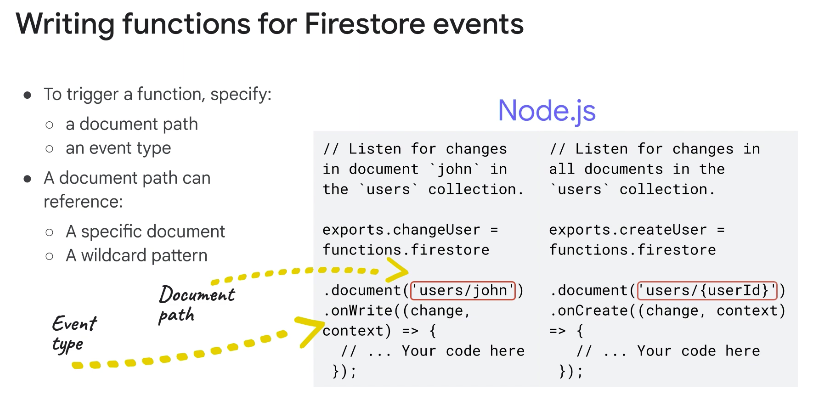 Writing functions for Firestore events
● To trigger a function, specify:
○ a document path
○ an event type
● A document path can
reference:
○ A specific document
○ A wildcard pattern
Document
path
Event
type
Node.js
// Listen for changes
in document `john` in
the `users` collection.
exports.changeUser =
functions.firestore
.document('users/john')
.onWrite((change,
context) => {
// ... Your code here
});
// Listen for changes in
all documents in the
`users` collection.
exports.createUser =
functions.firestore
.document('users/{userId}')
.onCreate((change, context)
=> {
// ... Your code here
});